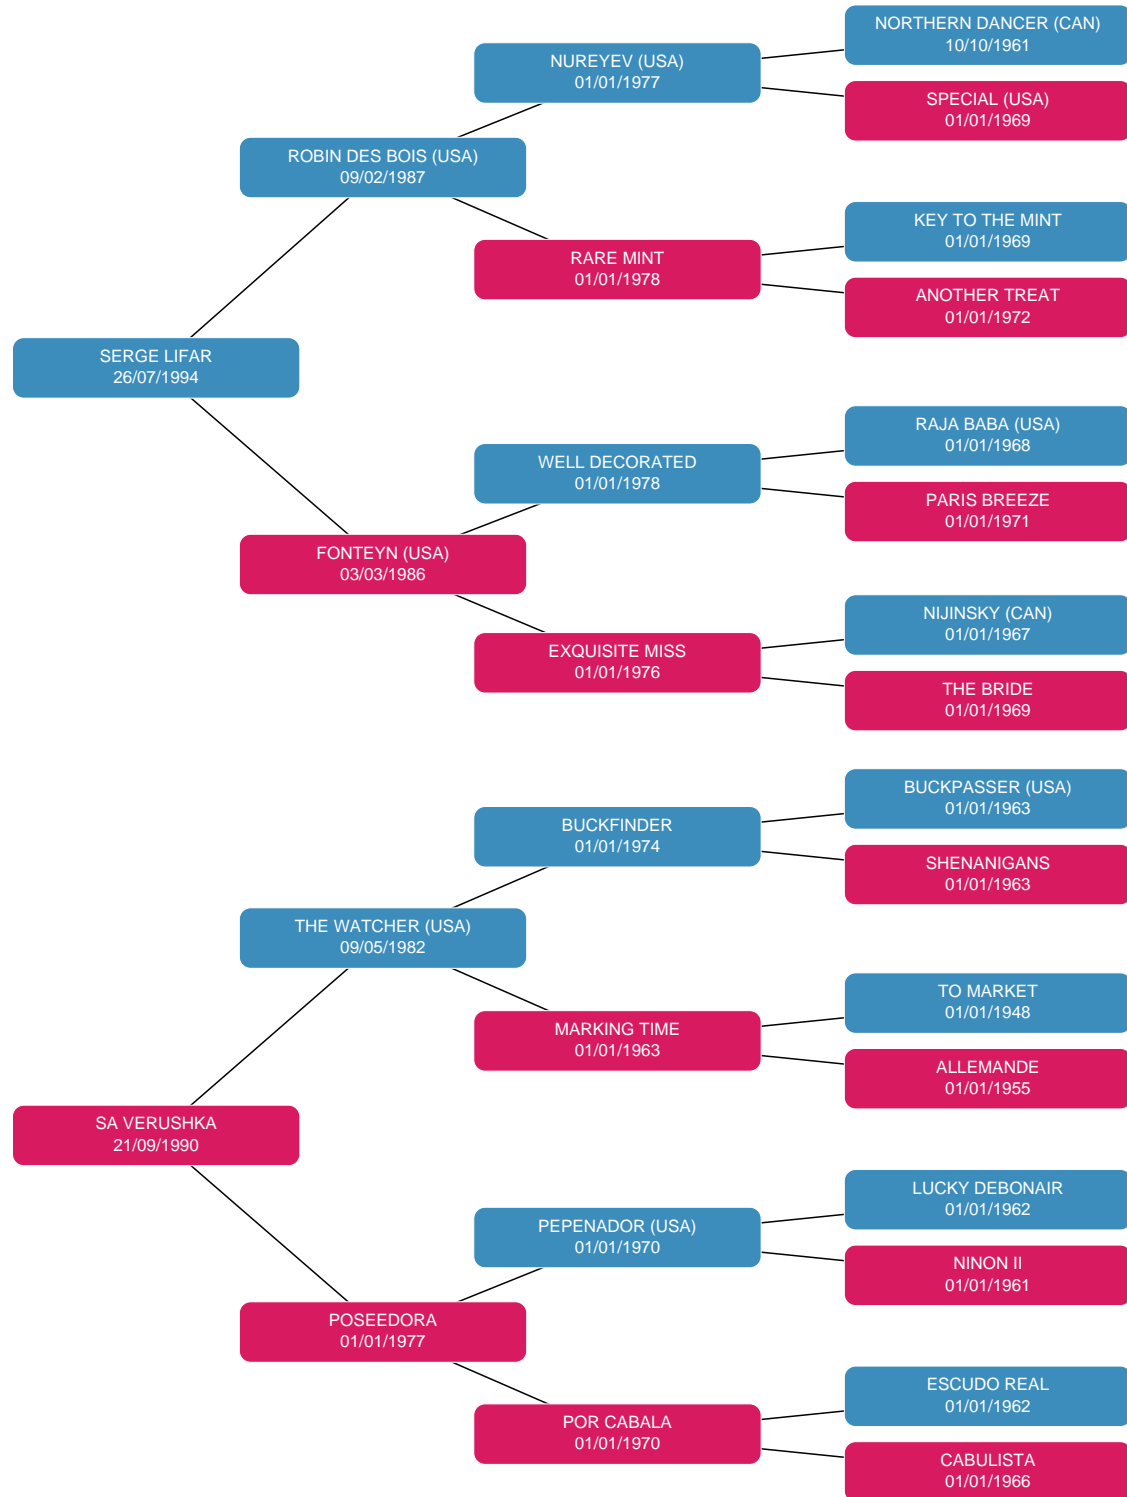 NORTHERN DANCER (CAN)
10/10/1961
NUREYEV (USA)
01/01/1977
SPECIAL (USA)
01/01/1969
ROBIN DES BOIS (USA)
09/02/1987
KEY TO THE MINT
01/01/1969
RARE MINT
01/01/1978
ANOTHER TREAT
01/01/1972
SERGE LIFAR
26/07/1994
RAJA BABA (USA)
01/01/1968
WELL DECORATED
01/01/1978
PARIS BREEZE
01/01/1971
FONTEYN (USA)
03/03/1986
NIJINSKY (CAN)
01/01/1967
EXQUISITE MISS
01/01/1976
THE BRIDE
01/01/1969
BUCKPASSER (USA)
01/01/1963
BUCKFINDER
01/01/1974
SHENANIGANS
01/01/1963
THE WATCHER (USA)
09/05/1982
TO MARKET
01/01/1948
MARKING TIME
01/01/1963
ALLEMANDE
01/01/1955
SA VERUSHKA
21/09/1990
LUCKY DEBONAIR
01/01/1962
PEPENADOR (USA)
01/01/1970
NINON II
01/01/1961
POSEEDORA
01/01/1977
ESCUDO REAL
01/01/1962
POR CABALA
01/01/1970
CABULISTA
01/01/1966